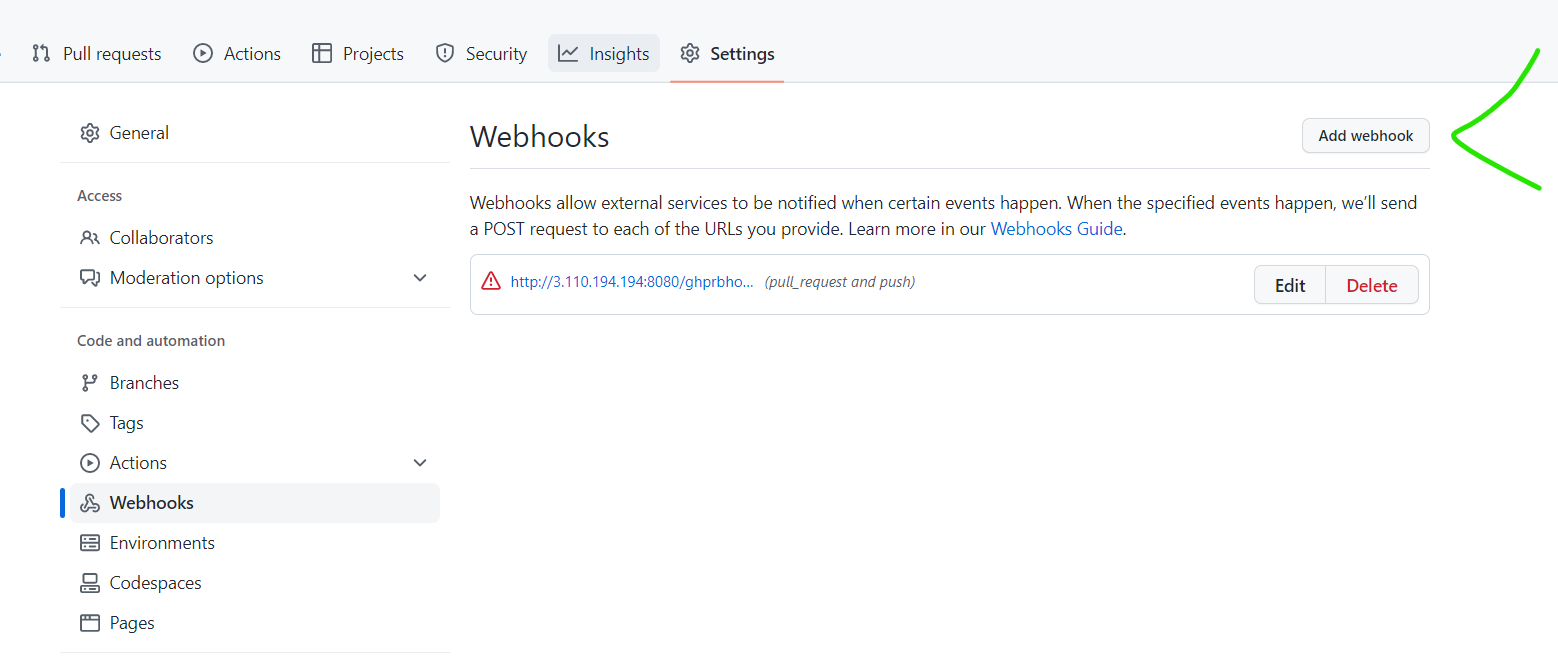 Pull requests Actions Projects Security Insights Settings
General
Access
Collaborators
Moderation options
Code and automation
Branches
Tags
Actions
Webhooks
Environments
Codespaces
Pages
Webhooks
Add webhook
Webhooks allow external services to be notified when certain events happen. When the specified events happen, we’ll send
a POST request to each of the URLs you provide. Learn more in our Webhooks Guide.
http://3.110.194.194:8080/ghprbho... (pull_request and push)
Edit Delete